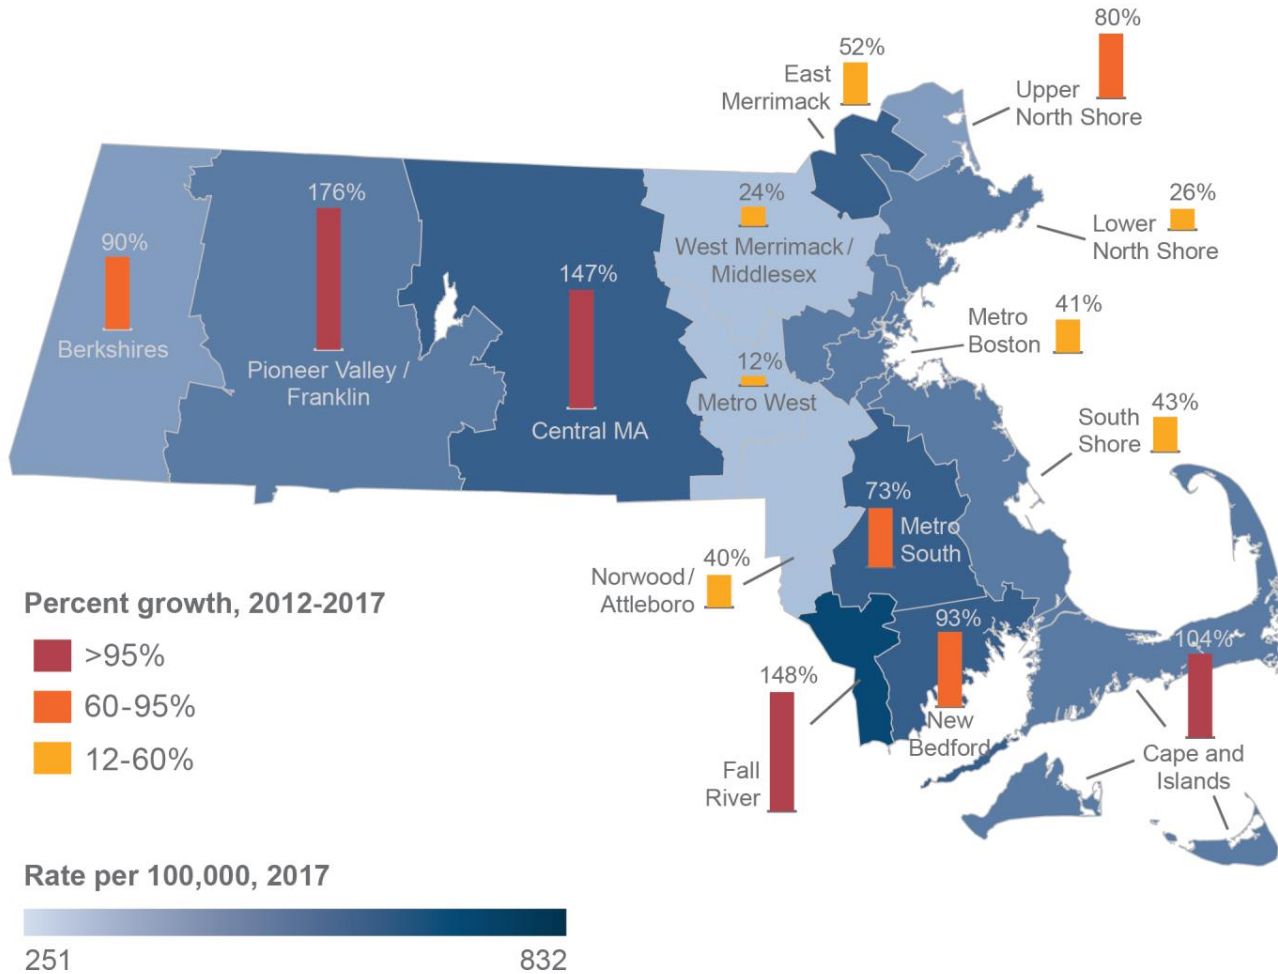 80%
Upper
North Shore
52%
East
Merrimack
176%
24%
West Merrimack /
Middlesex
26%
Lower
North Shore
90%
Berkshires
147%
Central MA
41%
Metro
Boston
Pioneer Valley /
Franklin
12%
Metro West
43%
South
Shore
73%
Metro
South
40%
Norwood/
Attleboro
93%
New
Bedford
104%
Cape and
Islands
148%
Fall
River
Percent growth, 2012-2017
>95%
60-95%
12-60%
Rate per 100,000, 2017
251
832